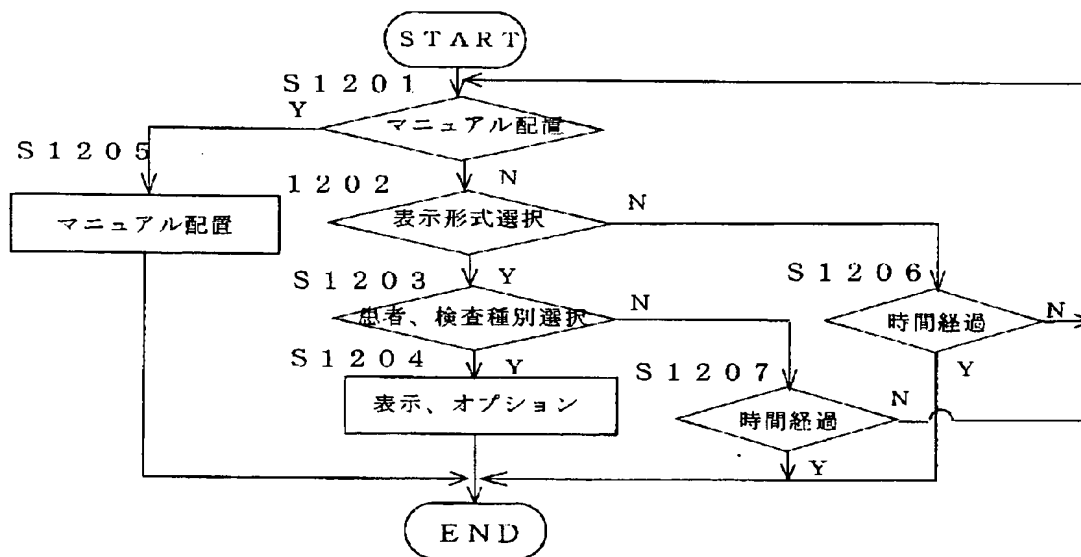 START
S1201
Y
マニュアル配置
S1205
N
1202
マニュアル配置
表示形式選択
N
S1203
Y
S1206
患者、検査種別選択
N
時間経過
N
S1204
Y
S1207
Y
表示、オプション
時間経過
N
Y
END